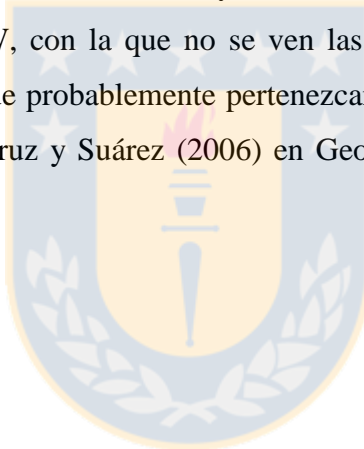 V, con la que no se ven las
e probablemente pertenezca
ruz y Suárez (2006) en Geo